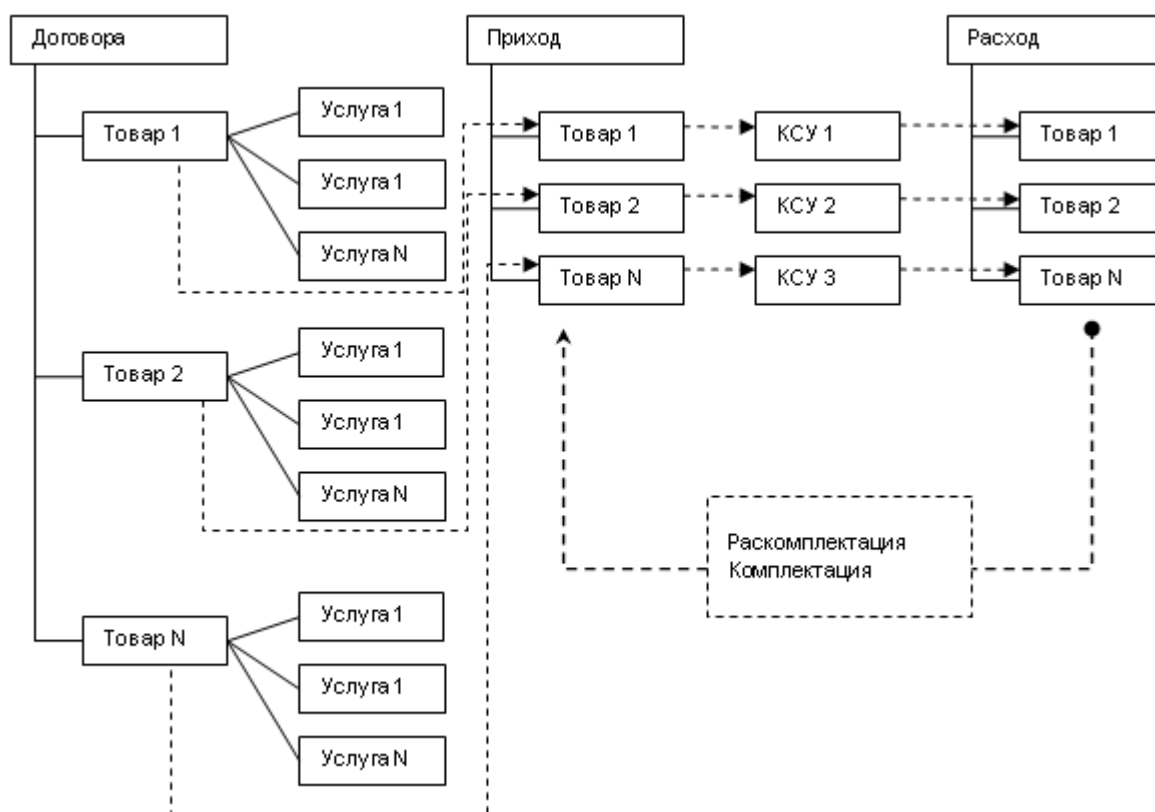 Договора
Товар 1
Услуга 1
Услуга 1
Услуга N
Товар 2
Услуга 1
Услуга 1
Услуга N
Товар N
Услуга 1
Услуга 1
Услуга N
Приход
Товар 1
Товар 2
Товар N
КСУ 1
КСУ 2
КСУ 3
Расход
Товар 1
Товар 2
Товар N
Раскомплектация
Комплектация